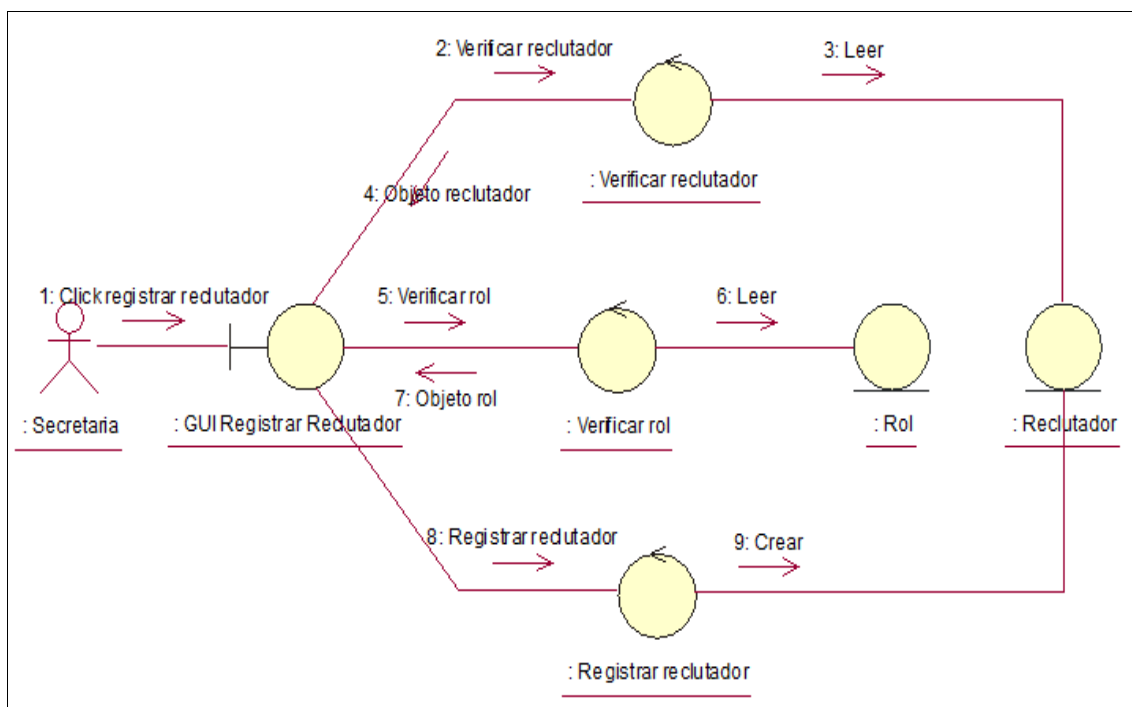 2: Verificar reclutador
3: Leer
: Verificar reclutador
4: Objeto reclutador
1: Click registrar reclutador
5: Verificar rol
6: Leer
7: Objeto rol
: Secretaria
: GUI Registrar Reclutador
: Verificar rol
: Rol
: Reclutador
8: Registrar reclutador
9: Crear
: Registrar reclutador